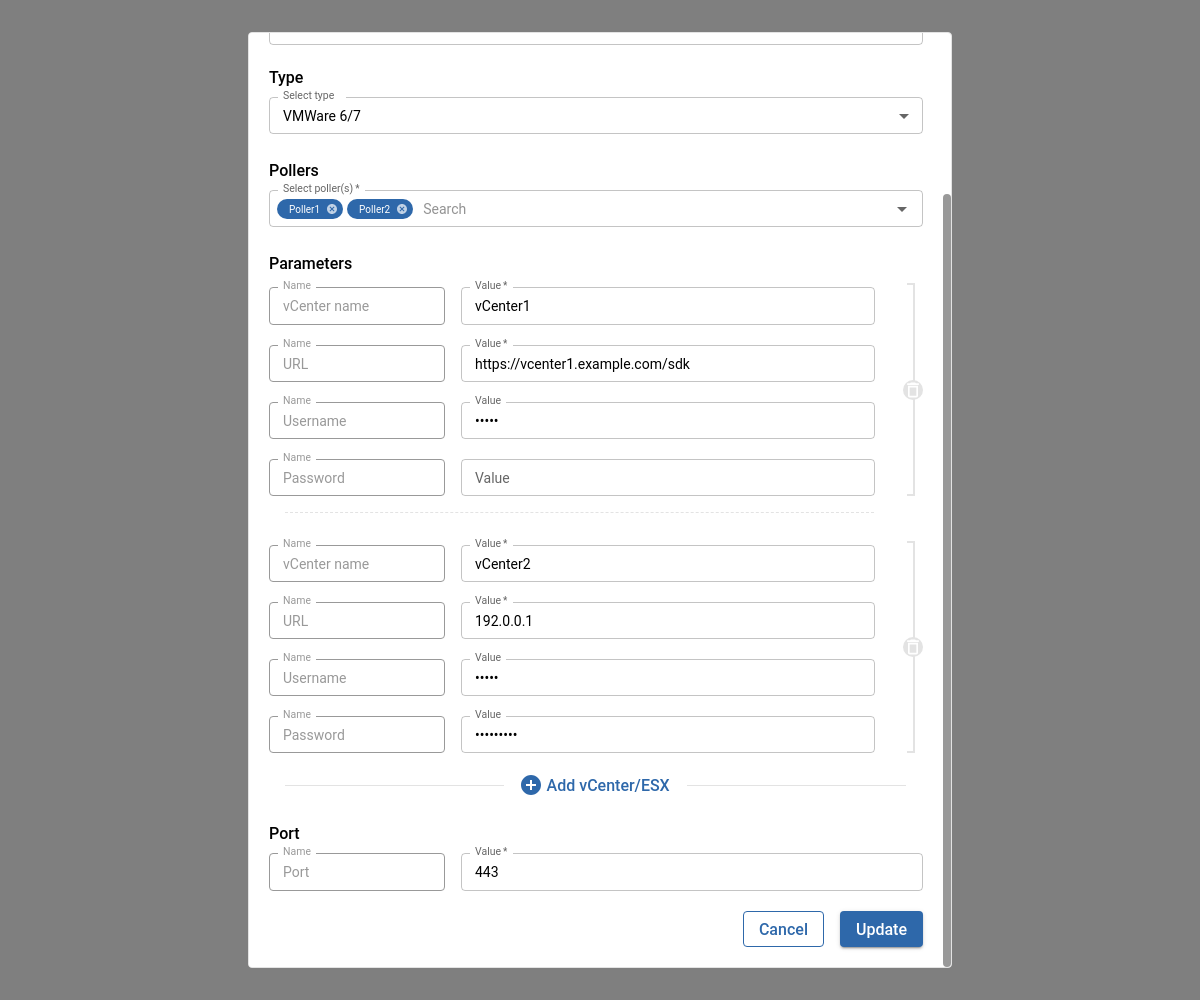 Type
Select type
VMWare 6/7
Pollers
Select poller(s) *
Poller1 Poller2 Search
Parameters
Name Value *
vCenter name vCenter1
Name Value *
URL https://vcenter1.example.com/sdk
Name Value
Username •••••
Name
Password Value
Name Value *
vCenter name vCenter2
Name Value *
URL 192.0.0.1
Name Value
Username •••••
Name Value
Password •••••••••
Add vCenter/ESX
Port
Name Value *
Port 443
Cancel Update